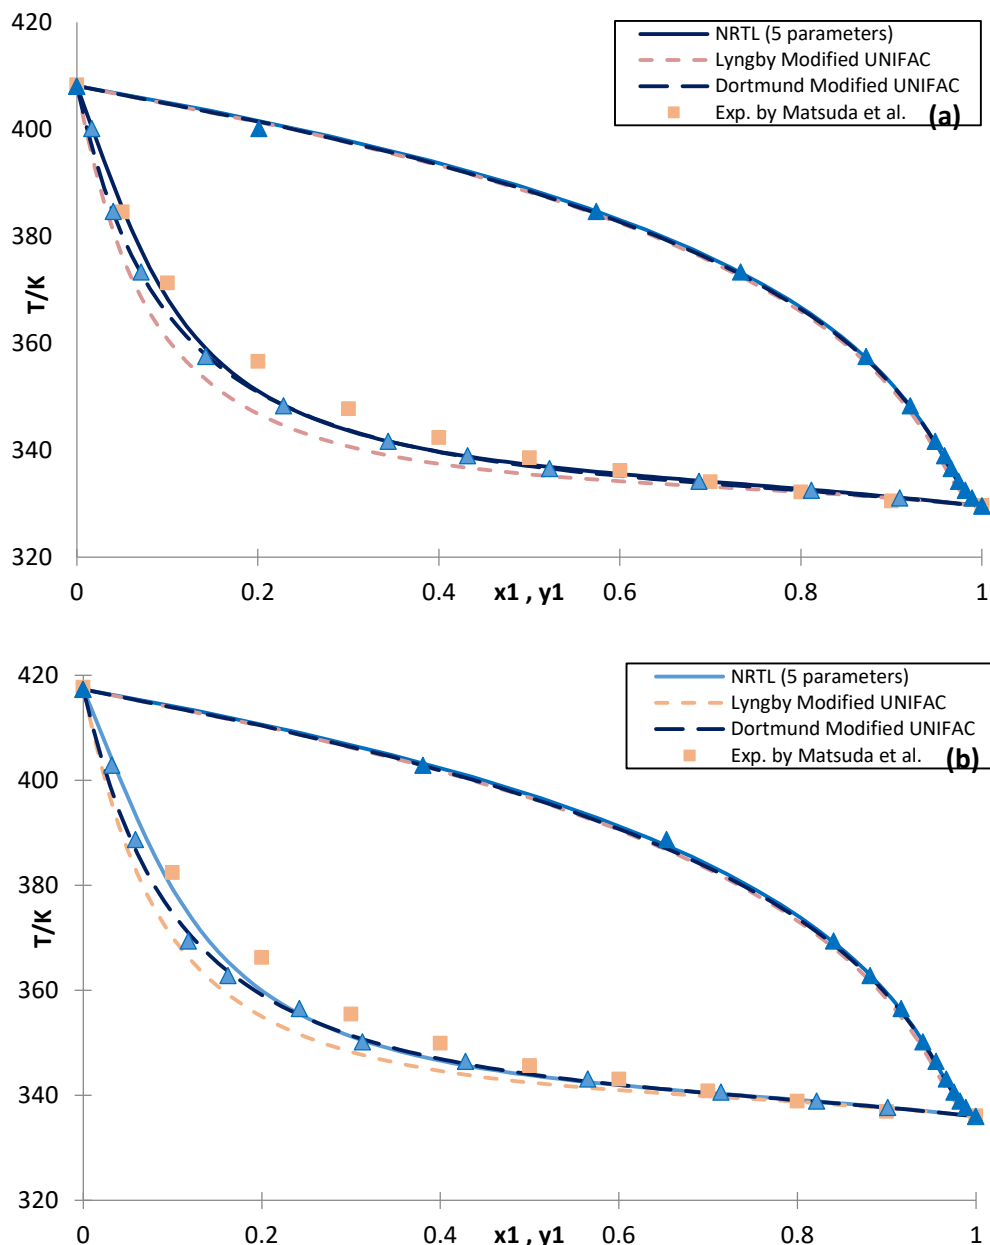 420
400
380
360
340
320
T/K
NRTL (5 parameters)
Lyngby Modified UNIFAC
Dortmund Modified UNIFAC
Exp. by Matsuda et al.
(a)
0 0.2 0.4 0.6 0.8 1
x1 , y1
420
400
380
360
340
320
T/K
NRTL (5 parameters)
Lyngby Modified UNIFAC
Dortmund Modified UNIFAC
Exp. by Matsuda et al.
(b)
0 0.2 0.4 0.6 0.8 1
x1 , y1